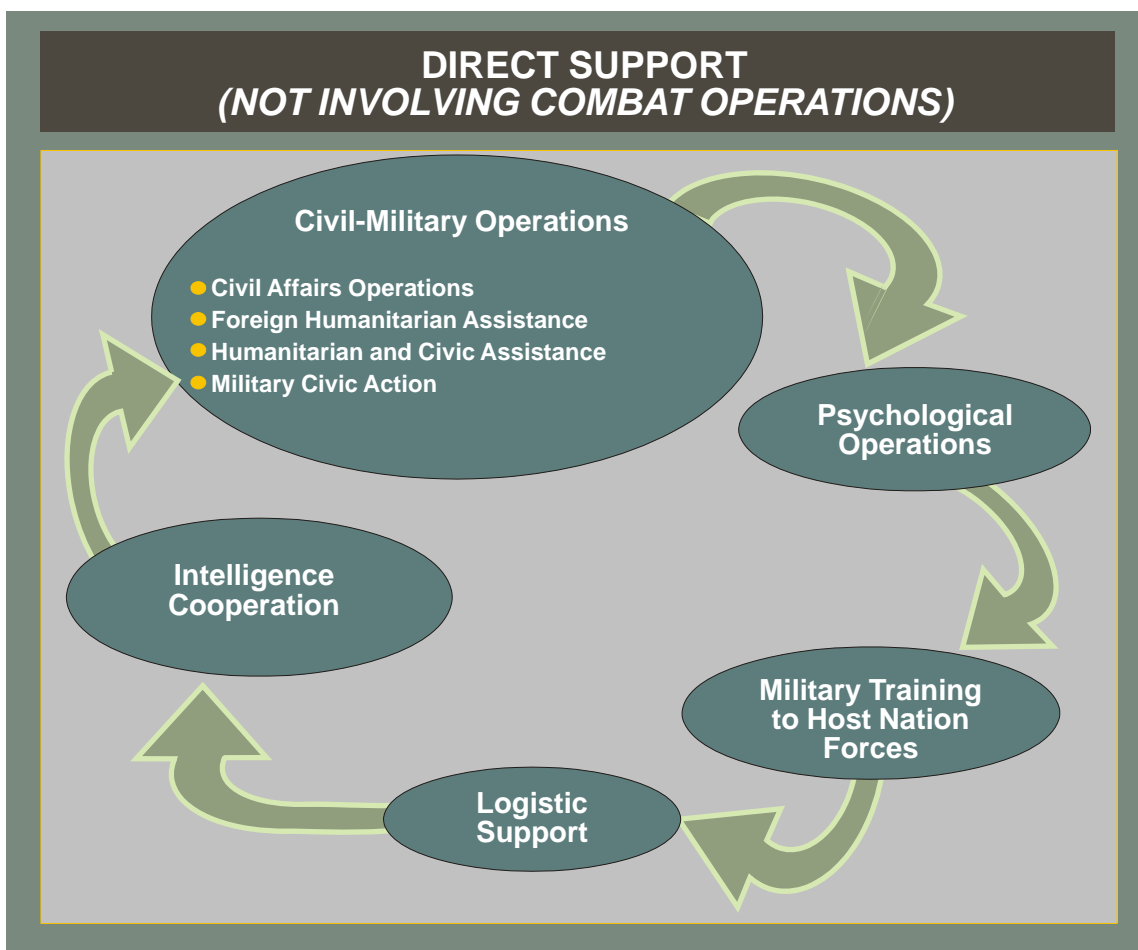 DIRECT SUPPORT
(NOT INVOLVING COMBAT OPERATIONS)
Civil-Military Operations
Civil Affairs Operations
Foreign Humanitarian Assistance
Humanitarian and Civic Assistance
Military Civic Action
Psychological
Operations
Intelligence
Cooperation
Military Training
to Host Nation
Forces
Logistic
Support